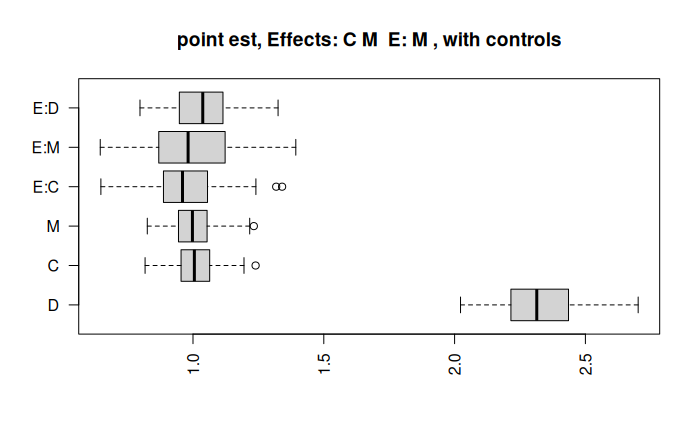 point est, Effects: C M  E: M , with controls
E:D
E:M
E:C
M
C
D
1.0
1.5
2.0
2.5